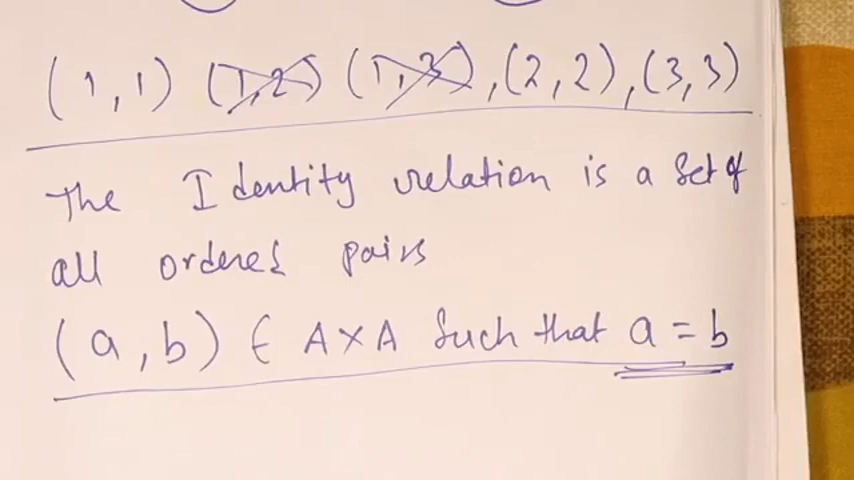 (1,1) (1,2) (1,3), (2,2), (3,3)
The Identity relation is a set of
all ordered pairs
(a,b) ∈ A×A such that a = b